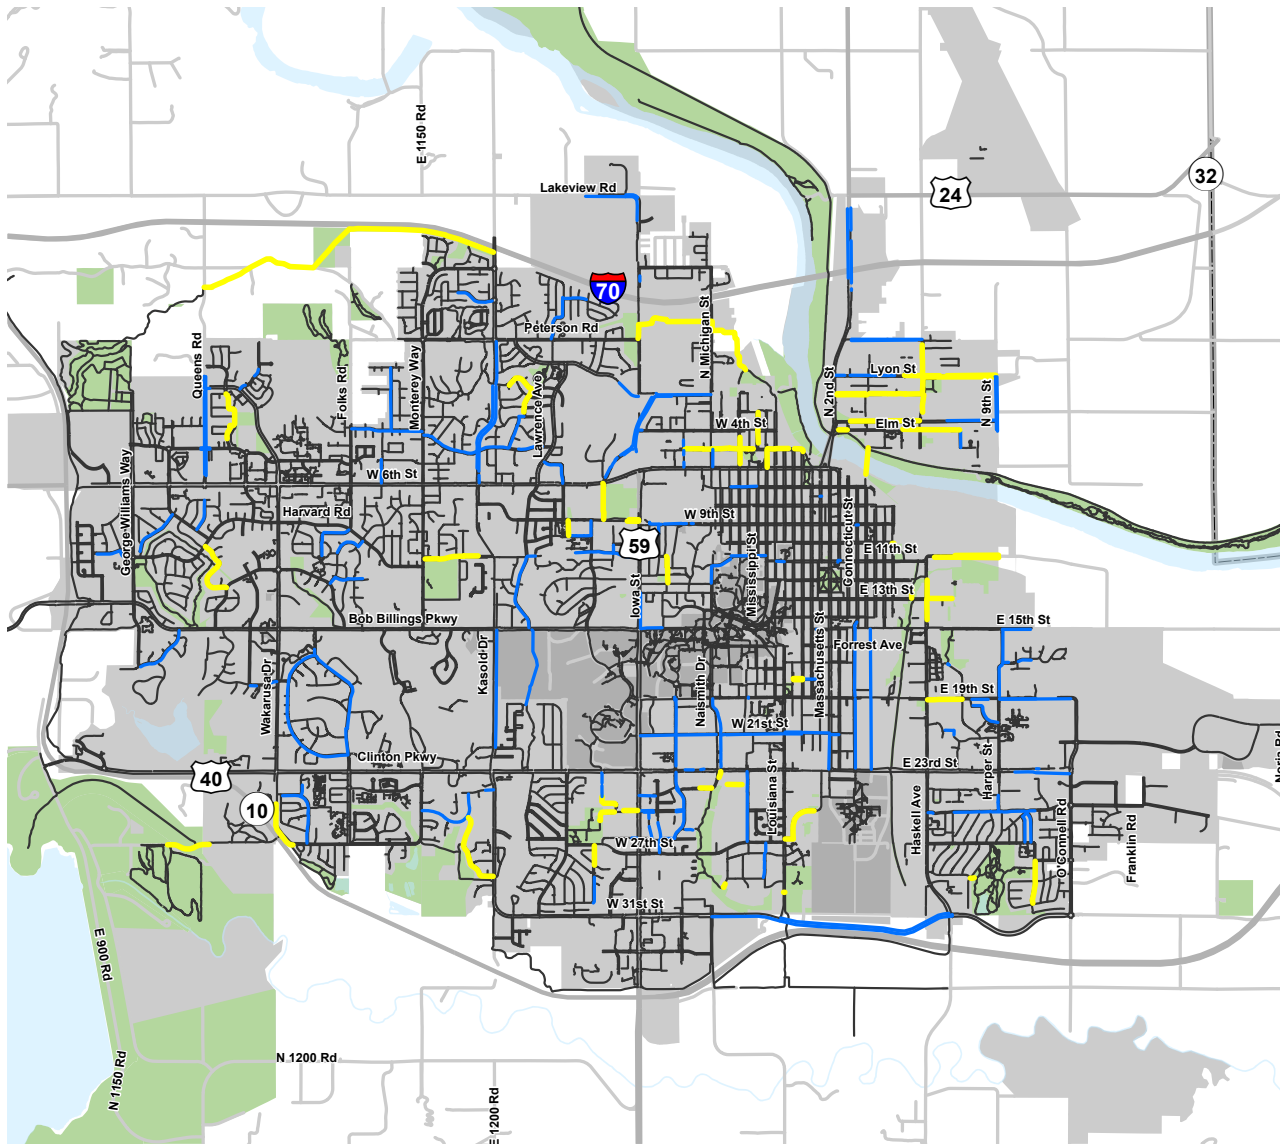 E 1150 Rd
Lakeview Rd
24
32
70
Peterson Rd
N Michigan St
Queens Rd
Folks Rd
Monterey Way
Lawrence Ave
Lyon St
N 2nd St
N 9th St
W 4th St
Elm St
W 6th St
George Williams Way
Harvard Rd
W 9th St
59
Connecticut St
Mississippi St
E 11th St
Iowa St
E 13th St
Bob Billings Pkwy
Massachusetts St
E 15th St
Forrest Ave
Kasold Dr
Wakarusa Dr
Naismith Dr
E 19th St
W 21st St
Clinton Pkwy
E 23rd St
Harper St
Noria Rd
40
10
Louisiana St
Haskell Ave
O'Connell Rd
Franklin Rd
W 27th St
W 31st St
E 900 Rd
N 1150 Rd
N 1200 Rd
E 1200 Rd